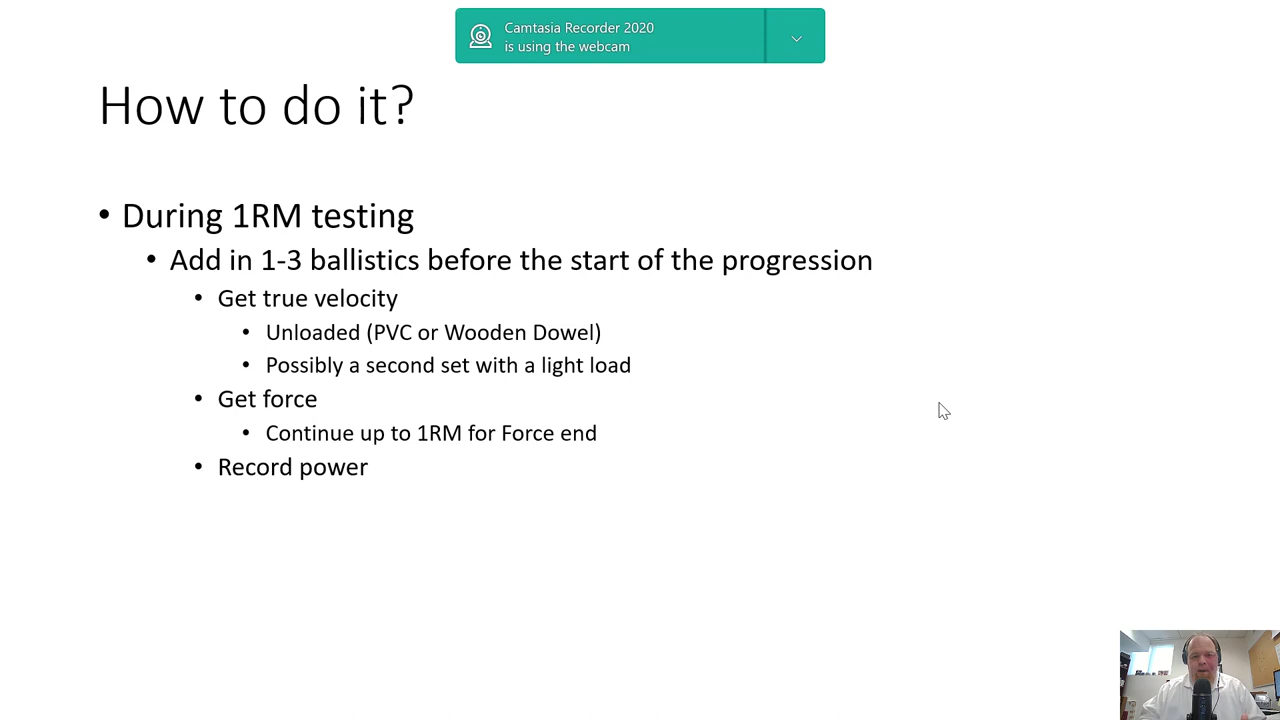 Camtasia Recorder 2020
is using the webcam
How to do it?
• During 1RM testing
• Add in 1-3 ballistics before the start of the progression
• Get true velocity
• Unloaded (PVC or Wooden Dowel)
• Possibly a second set with a light load
• Get force
• Continue up to 1RM for Force end
• Record power